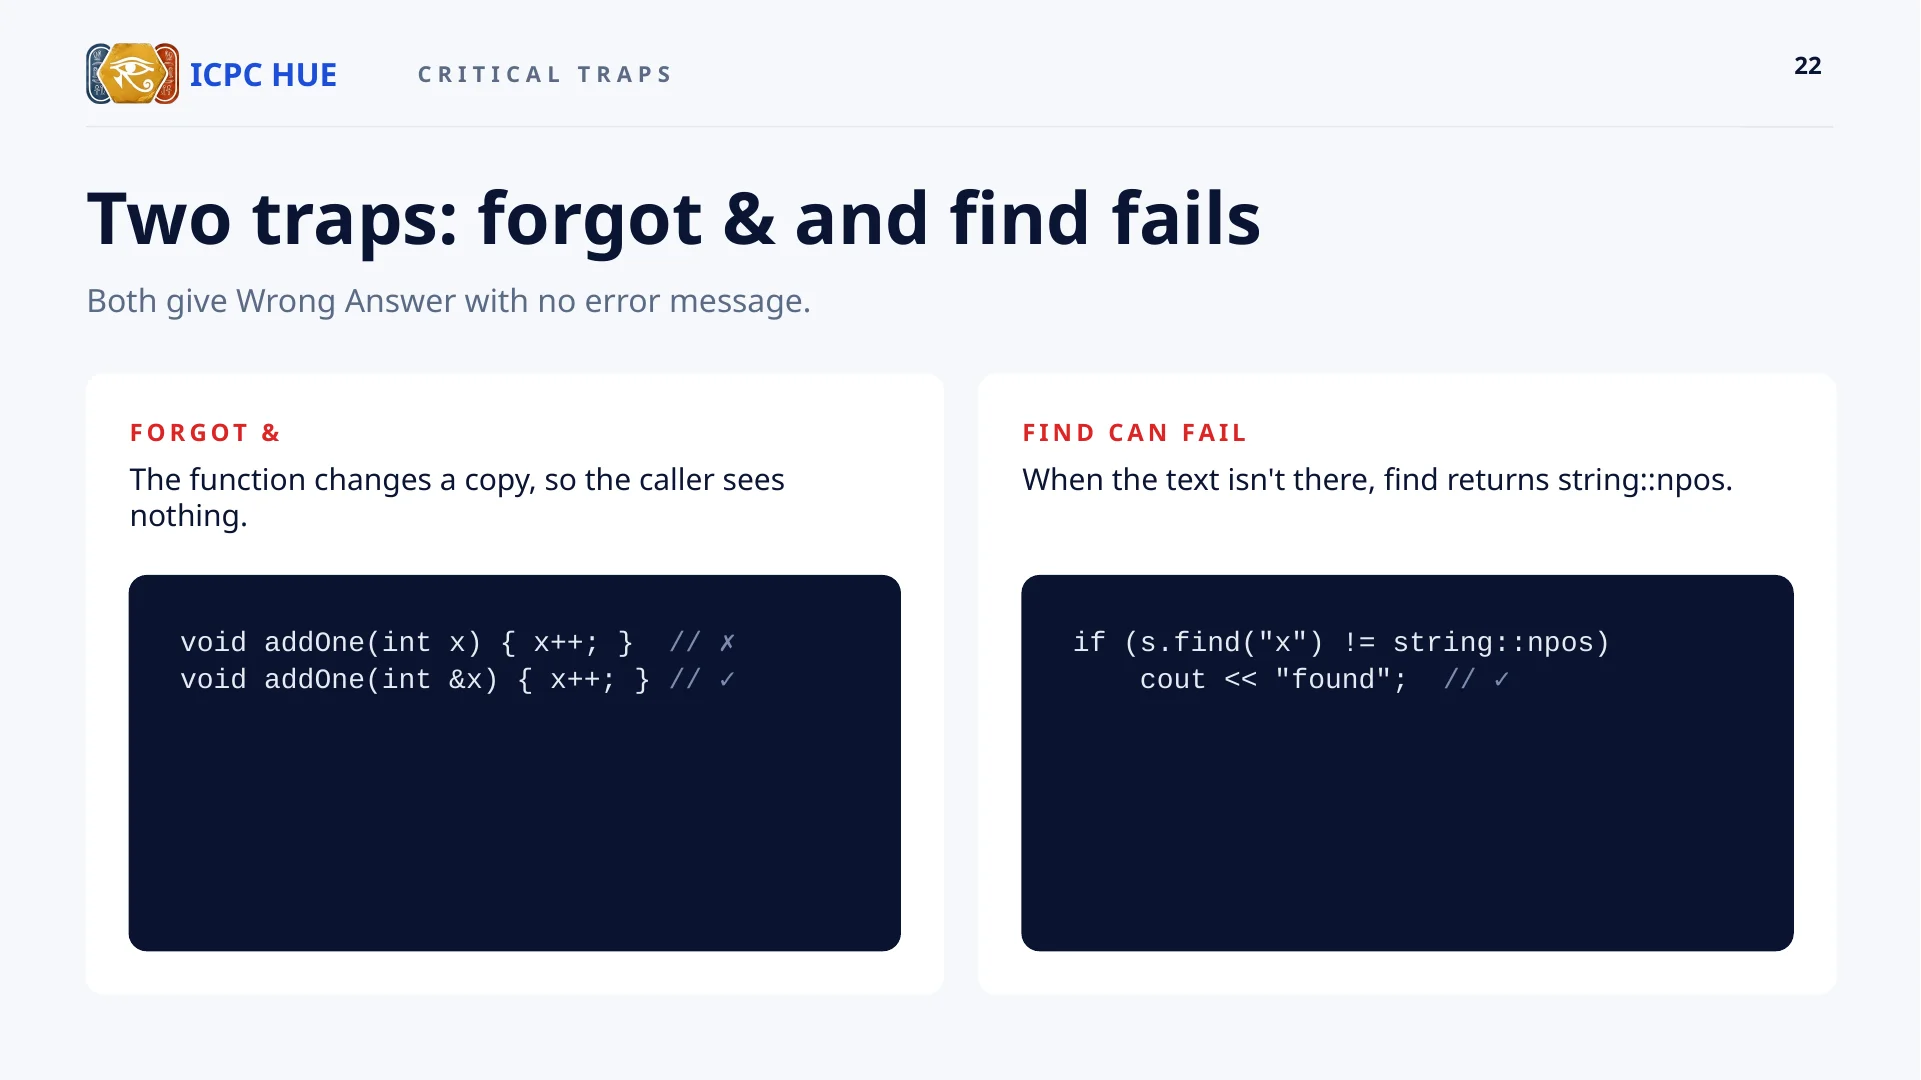 ICPC HUE
CRITICAL TRAPS
22
Two traps: forgot & and find fails
Both give Wrong Answer with no error message.
FORGOT &
The function changes a copy, so the caller sees
nothing.
void addOne(int x) { x++; }  // ✗
void addOne(int &x) { x++; } // ✓
FIND CAN FAIL
When the text isn't there, find returns string::npos.
if (s.find("x") != string::npos)
    cout << "found";  // ✓